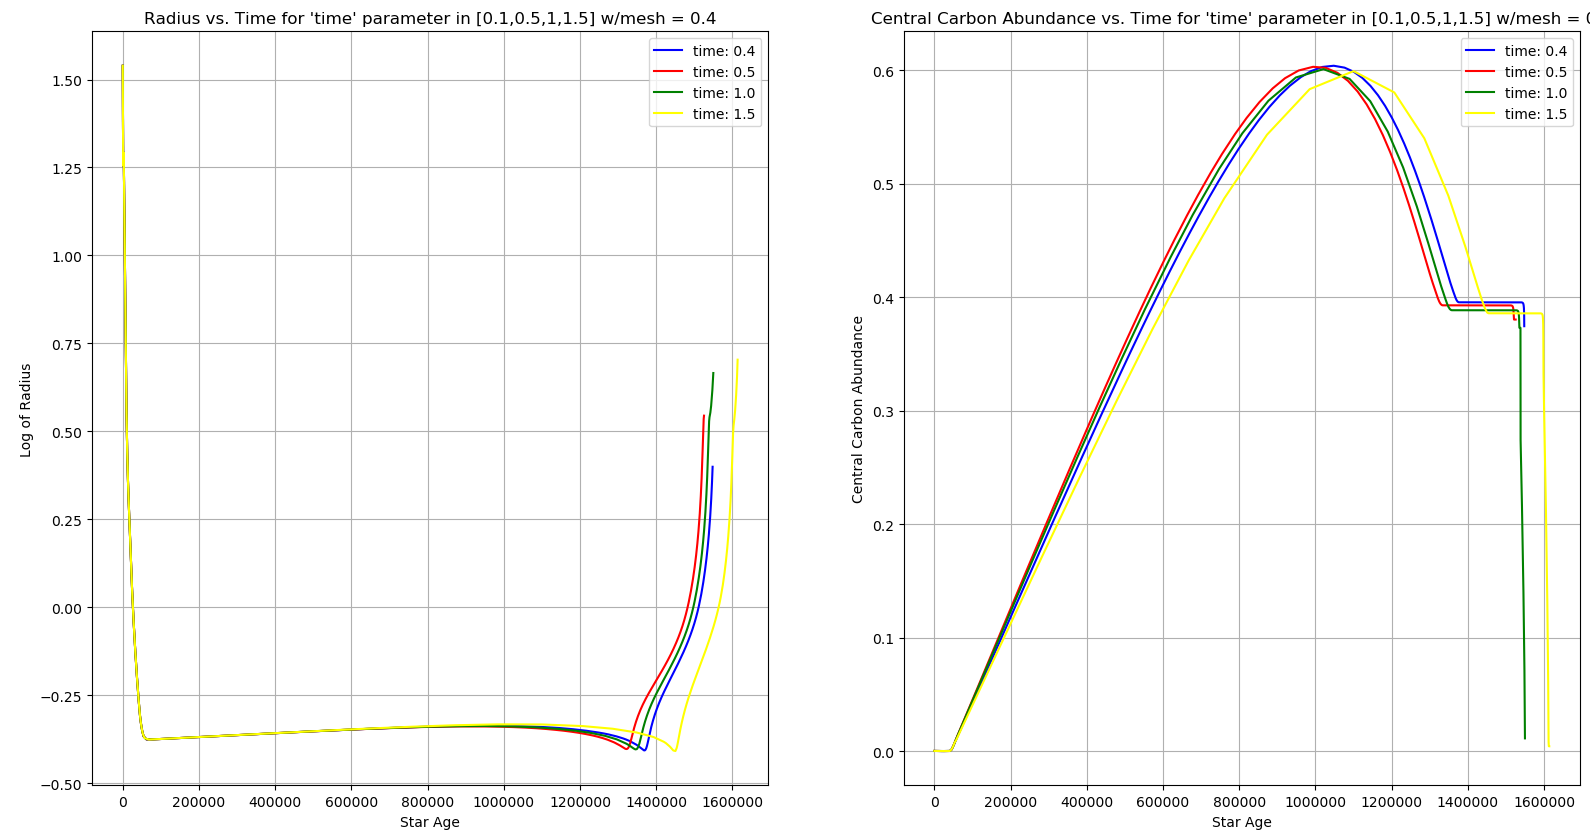 Radius vs. Time for 'time' parameter in [0.1,0.5,1,1.5] w/mesh = 0.4
time: 0.4
time: 0.5
time: 1.0
time: 1.5
1.50
1.25
1.00
0.75
0.50
0.25
0.00
−0.25
−0.50
Log of Radius
0 200000 400000 600000 800000 1000000 1200000 1400000 1600000
Star Age
Central Carbon Abundance vs. Time for 'time' parameter in [0.1,0.5,1,1.5] w/mesh = 0
time: 0.4
time: 0.5
time: 1.0
time: 1.5
0.6
0.5
0.4
0.3
0.2
0.1
0.0
Central Carbon Abundance
0 200000 400000 600000 800000 1000000 1200000 1400000 1600000
Star Age